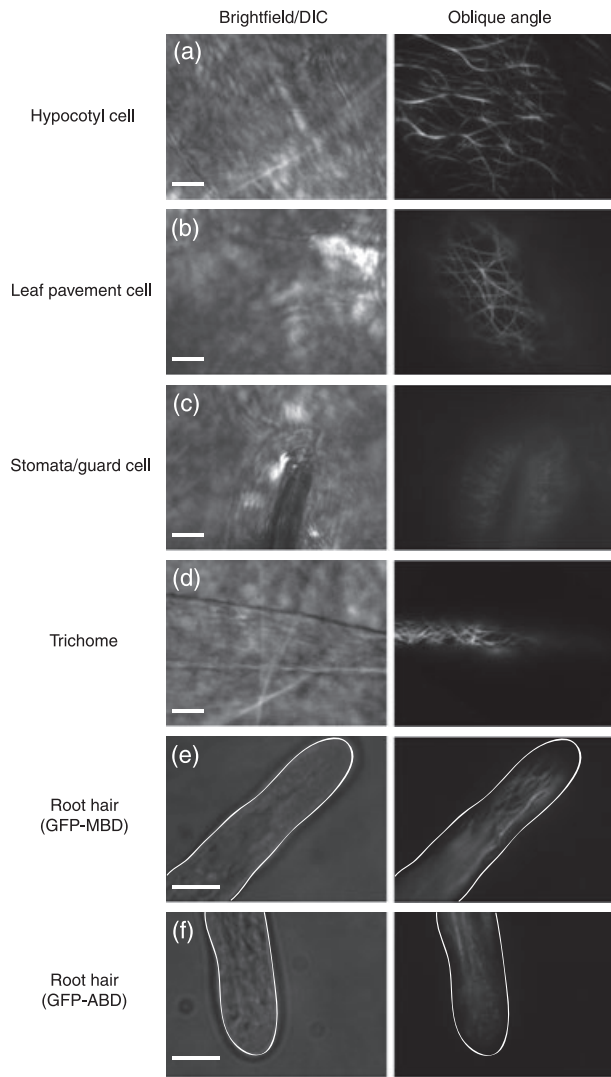 Brightfield/DIC Oblique angle
(a)
Hypocotyl cell
(b)
Leaf pavement cell
(c)
Stomata/guard cell
(d)
Trichome
(e)
Root hair
(GFP-MBD)
(f)
Root hair
(GFP-ABD)